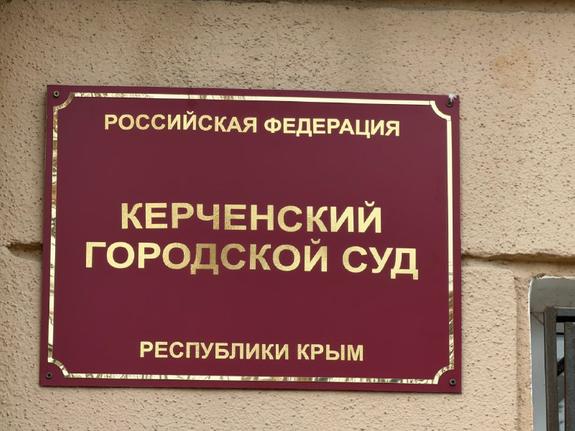 РОССИЙСКАЯ ФЕДЕРАЦИЯ
КЕРЧЕНСКИЙ
ГОРОДСКОЙ СУД
РЕСПУБЛИКИ КРЫМ